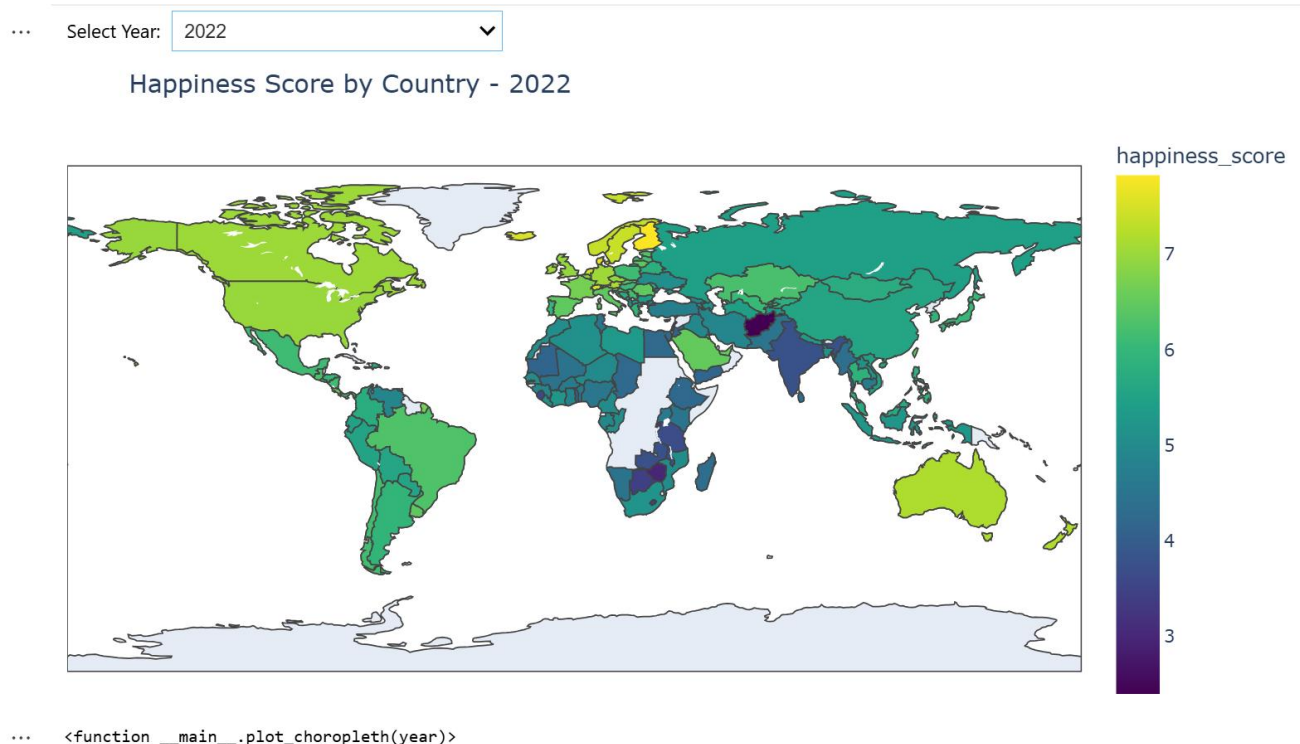 ... Select Year: 2022
Happiness Score by Country - 2022
happiness_score
7
6
5
4
3
... <function __main__.plot_choropleth(year)>